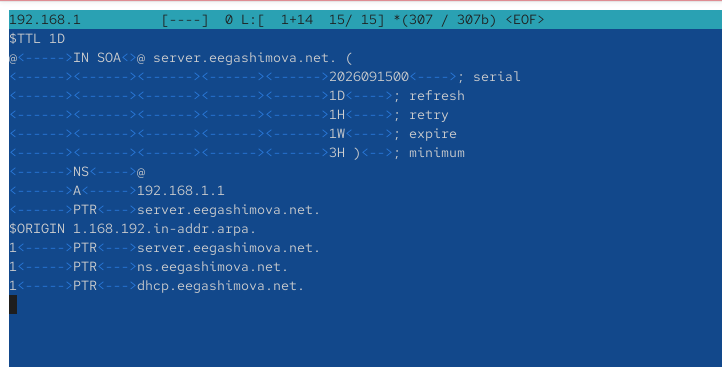 192.168.1 [----] 0 L:[ 1+14 15/ 15] *(307 / 307b) <EOF>
$TTL 1D
@<------>IN SOA<>@ server.eegashimova.net. (
<------><------><------><------><------>2026091500<---->; serial
<------><------><------><------><------>1D<---->; refresh
<------><------><------><------><------>1H<---->; retry
<------><------><------><------><------>1W<---->; expire
<------><------><------><------><------>3H )<-->; minimum
<------>NS<---->@
<------>A<----->192.168.1.1
<------>PTR<--->server.eegashimova.net.
$ORIGIN 1.168.192.in-addr.arpa.
1<----->PTR<--->server.eegashimova.net.
1<----->PTR<--->ns.eegashimova.net.
1<----->PTR<--->dhcp.eegashimova.net.